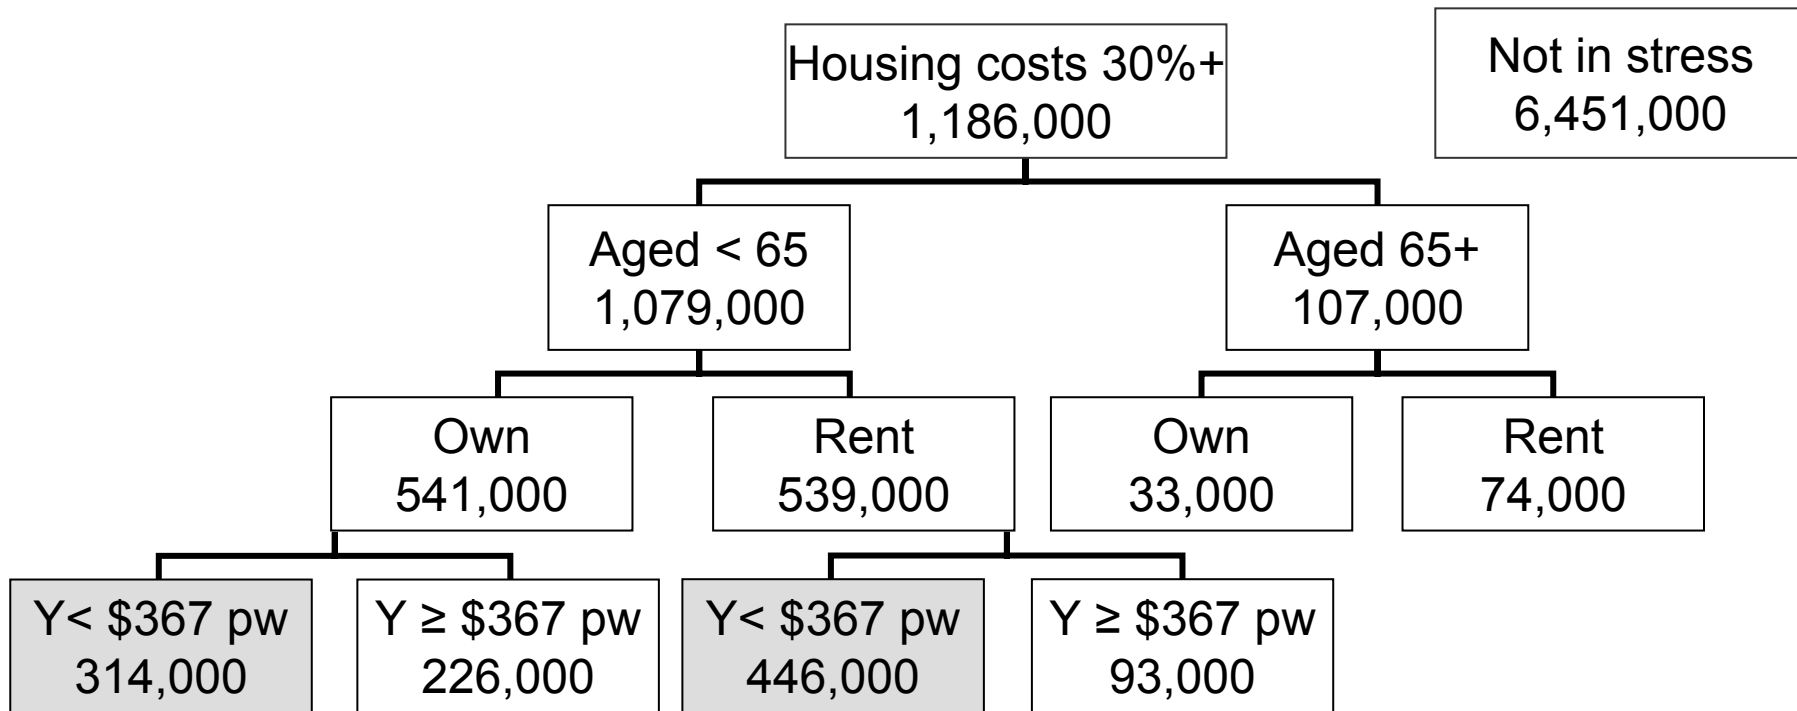 Housing costs 30%+
1,186,000
Not in stress
6,451,000
Aged < 65
1,079,000
Aged 65+
107,000
Own
541,000
Rent
539,000
Own
33,000
Rent
74,000
Y< $367 pw
314,000
Y ≥ $367 pw
226,000
Y< $367 pw
446,000
Y ≥ $367 pw
93,000